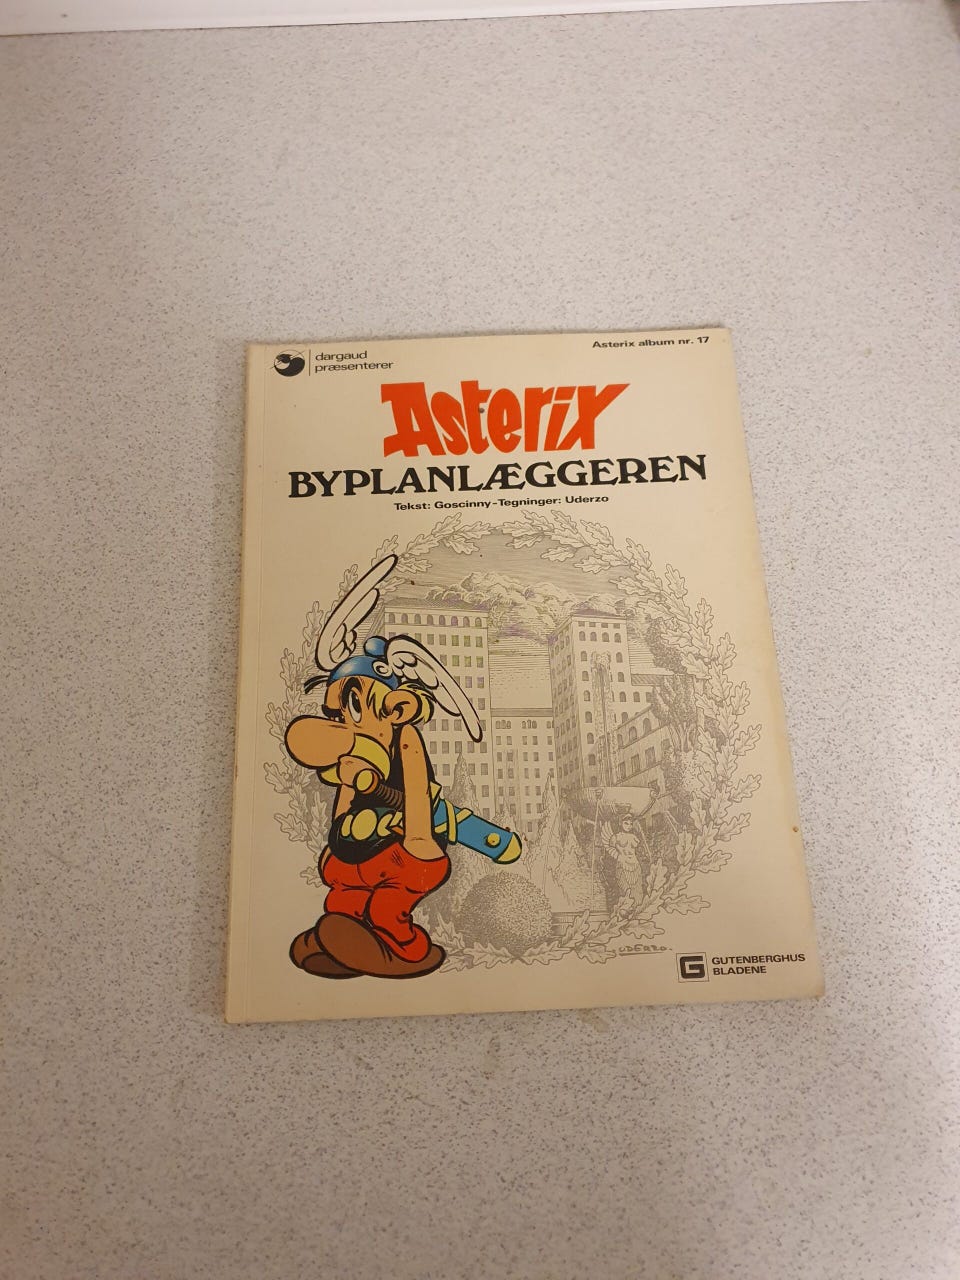 dargaud
præsenterer
Asterix album nr. 17
Asterix
BYPLANLÆGGEREN
Tekst: Goscinny-Tegninger: Uderzo
UDERZO-
G GUTENBERGHUS
BLADENE